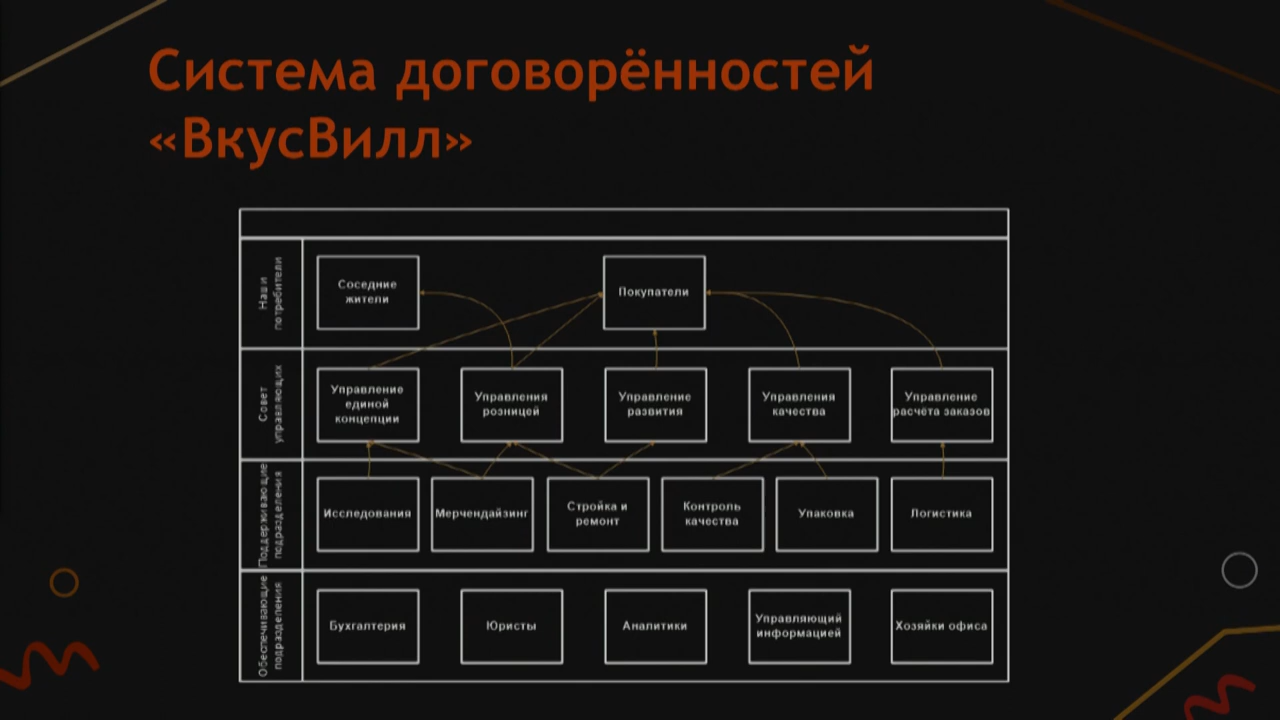 Система договорённостей
«ВкусВилл»
Наши
потребители
Соседние
жители
Покупатели
Совет
управляющих
Управление
единой
концепции
Управления
розницей
Управление
развития
Управления
качества
Управление
расчёта заказов
Поддерживающие
подразделения
Исследования
Мерчендайзинг
Стройка и
ремонт
Контроль
качества
Упаковка
Логистика
Обеспечивающие
подразделения
Бухгалтерия
Юристы
Аналитики
Управляющий
информацией
Хозяйки офиса